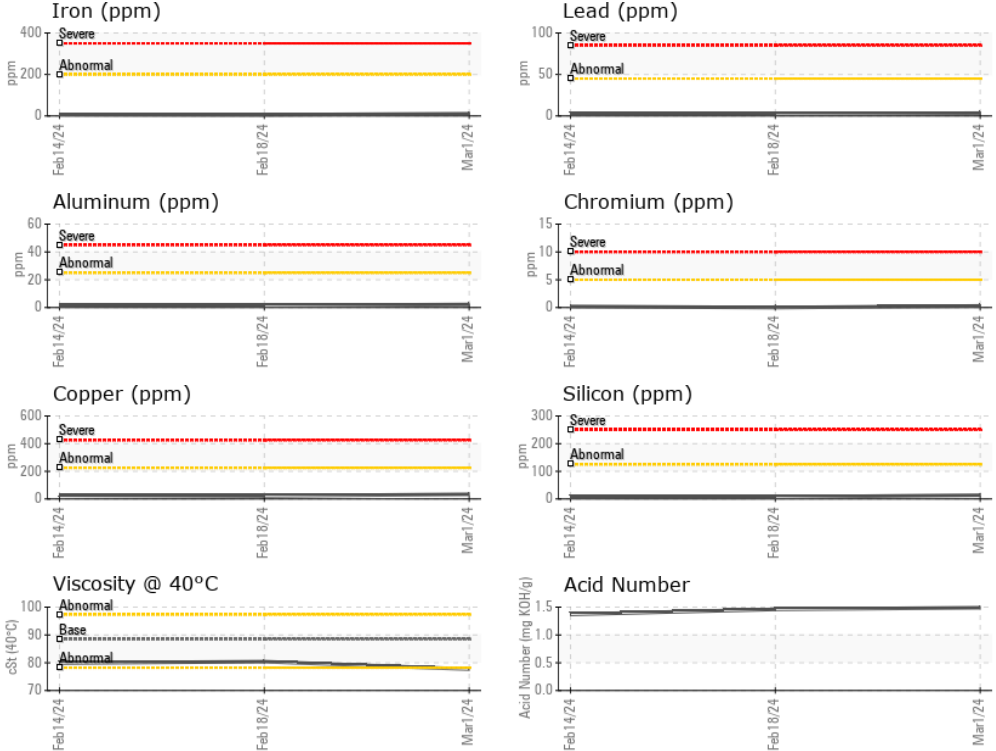 Iron (ppm)
400
200
0
ppm
Severe
Abnormal
Feb14/24
Feb18/24
Mar1/24
Lead (ppm)
100
50
0
ppm
Severe
Abnormal
Feb14/24
Feb18/24
Mar1/24
Aluminum (ppm)
60
40
20
0
ppm
Severe
Abnormal
Feb14/24
Feb18/24
Mar1/24
Chromium (ppm)
15
10
5
0
ppm
Severe
Abnormal
Feb14/24
Feb18/24
Mar1/24
Copper (ppm)
600
400
200
0
ppm
Severe
Abnormal
Feb14/24
Feb18/24
Mar1/24
Silicon (ppm)
300
200
100
0
ppm
Severe
Abnormal
Feb14/24
Feb18/24
Mar1/24
Viscosity @ 40°C
100
90
80
70
cSt (40°C)
Abnormal
Base
Abnormal
Feb14/24
Feb18/24
Mar1/24
Acid Number
1.5
1.0
0.5
0.0
Acid Number (mg KOH/g)
Feb14/24
Feb18/24
Mar1/24